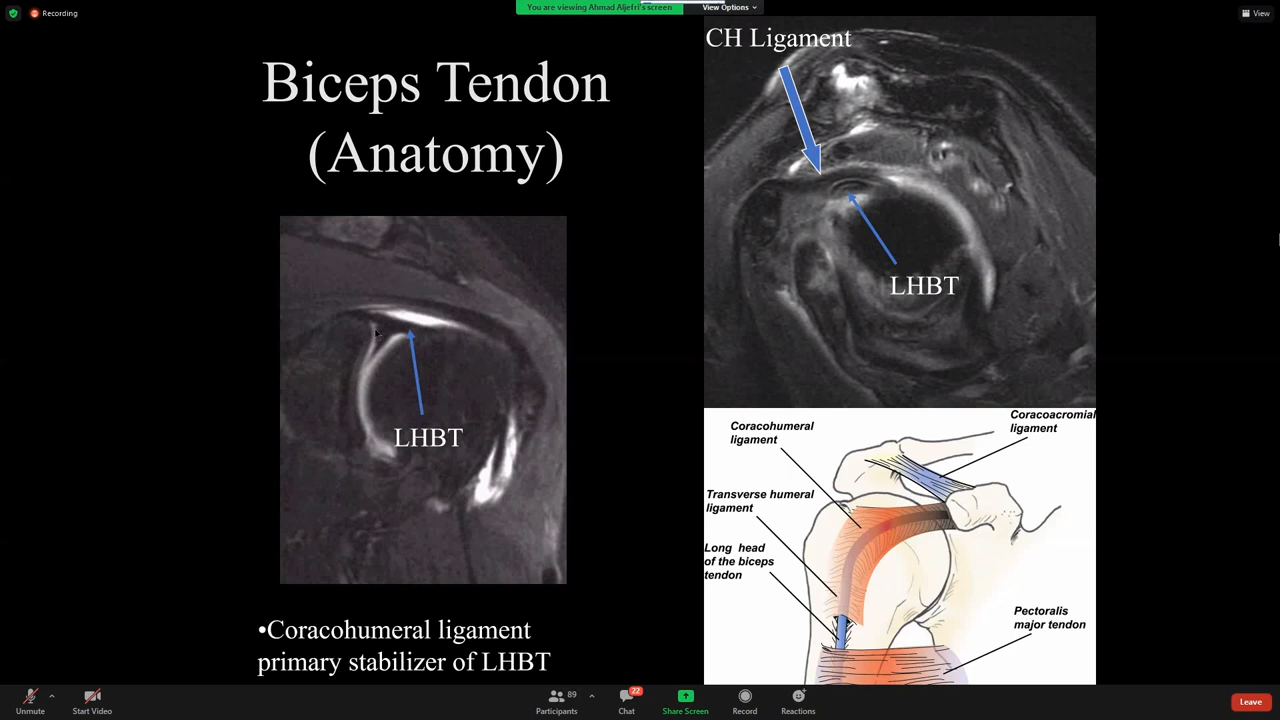 Recording
You are viewing Ahmad Aljefri's screen
View Options
View
Biceps Tendon
(Anatomy)
LHBT
•Coracohumeral ligament
primary stabilizer of LHBT
CH Ligament
LHBT
Coracohumeral
ligament
Coracoacromial
ligament
Transverse humeral
ligament
Long head
of the biceps
tendon
Pectoralis
major tendon
Unmute
Start Video
89
Participants
22
Chat
Share Screen
Record
Reactions
Leave